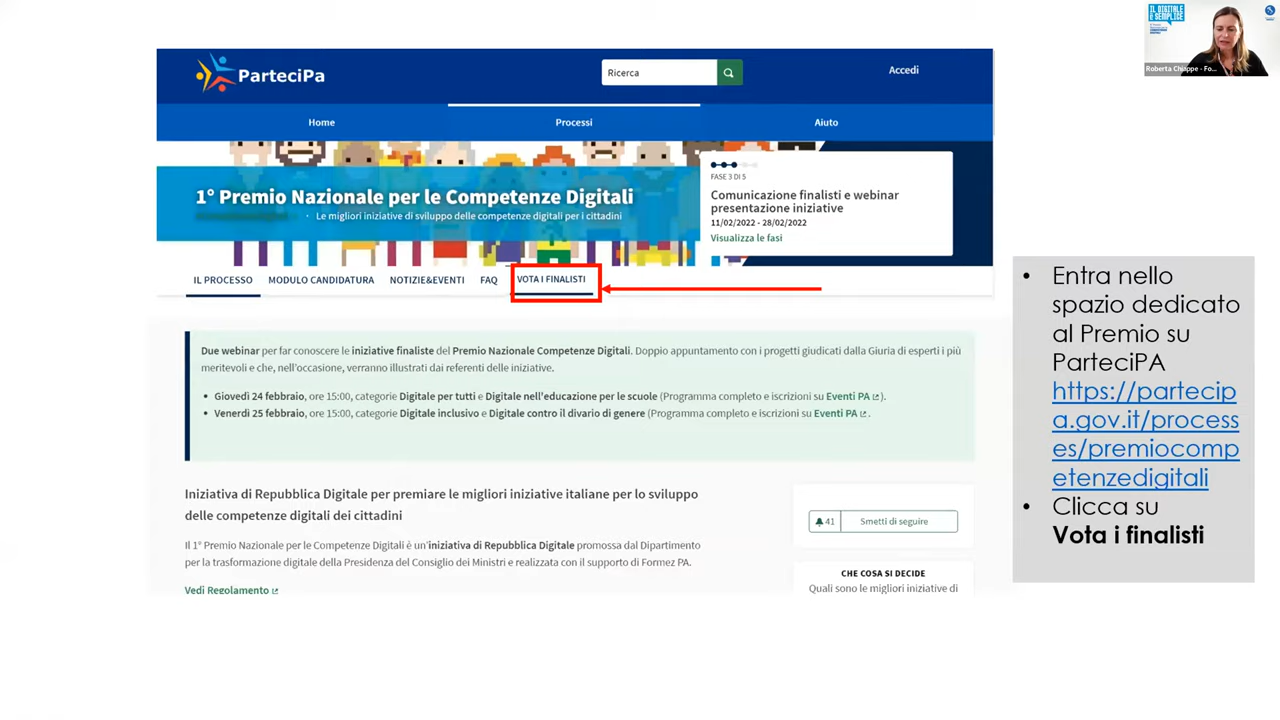 IL DIGITALE
È SEMPLICE
Roberta Chiappe - Fo...
ParteciPa
Ricerca
Accedi
Home
Processi
Aiuto
1° Premio Nazionale per le Competenze Digitali
· Le migliori iniziative di sviluppo delle competenze digitali per i cittadini
FASE 3 DI 5
Comunicazione finalisti e webinar
presentazione iniziative
11/02/2022 - 28/02/2022
Visualizza le fasi
IL PROCESSO
MODULO CANDIDATURA
NOTIZIE&EVENTI
FAQ
VOTA I FINALISTI
Due webinar per far conoscere le iniziative finaliste del Premio Nazionale Competenze Digitali. Doppio appuntamento con i progetti giudicati dalla Giuria di esperti i più
meritevoli e che, nell'occasione, verranno illustrati dai referenti delle iniziative.
• Giovedì 24 febbraio, ore 15:00, categorie Digitale per tutti e Digitale nell'educazione per le scuole (Programma completo e iscrizioni su Eventi PA).
• Venerdì 25 febbraio, ore 15:00, categorie Digitale inclusivo e Digitale contro il divario di genere (Programma completo e iscrizioni su Eventi PA.
Iniziativa di Repubblica Digitale per premiare le migliori iniziative italiane per lo sviluppo
delle competenze digitali dei cittadini
Il 1° Premio Nazionale per le Competenze Digitali è un'iniziativa di Repubblica Digitale promossa dal Dipartimento
per la trasformazione digitale della Presidenza del Consiglio dei Ministri e realizzata con il supporto di Formez PA.
Vedi Regolamento
41
Smetti di seguire
CHE COSA SI DECIDE
Quali sono le migliori iniziative di
• Entra nello
spazio dedicato
al Premio su
ParteciPA
https://partecip
a.gov.it/process
es/premiocomp
etenzedigitali
• Clicca su
Vota i finalisti